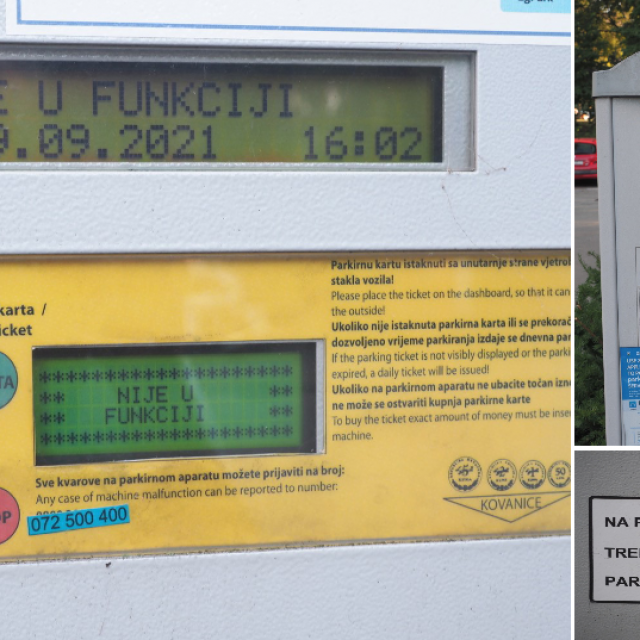 E U FUNKCIJI
9.09.2021 16:02
karta /
icket
TA
Parkirnu kartu istaknuti sa unutarnje strane vjetrol
stakla vozila!
Please place the ticket on the dashboard, so that it can
the outside!
Ukoliko nije istaknuta parkirna karta ili se prekorač
dozvoljeno vrijeme parkiranja izdaje se dnevna par
If the parking ticket is not visibly displayed or the parki
expired, a daily ticket will be issued!
Ukoliko na parkirnom aparatu ne ubacite točan izno
ne može se ostvariti kupnja parkirne karte
To buy the ticket exact amount of money must be inse
machine.
********************
** NIJE U **
** FUNKCIJI **
********************
Sve kvarove na parkirnom aparatu možete prijaviti na broj:
Any case of machine malfunction can be reported to number:
072 500 400
OP
50
KOVANICE
NA P
TRE
PAR